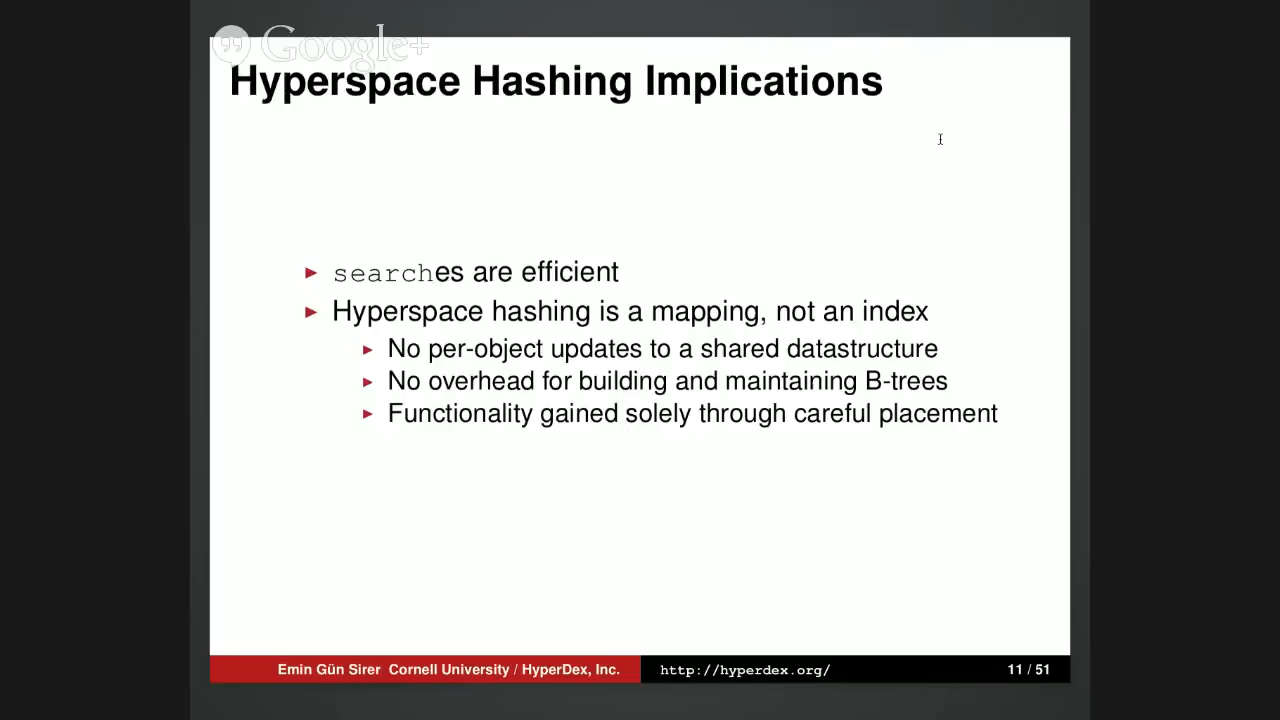 Google+
Hyperspace Hashing Implications
searches are efficient
Hyperspace hashing is a mapping, not an index
No per-object updates to a shared datastructure
No overhead for building and maintaining B-trees
Functionality gained solely through careful placement
Emin Gün Sirer Cornell University / HyperDex, Inc. http://hyperdex.org/ 11 / 51